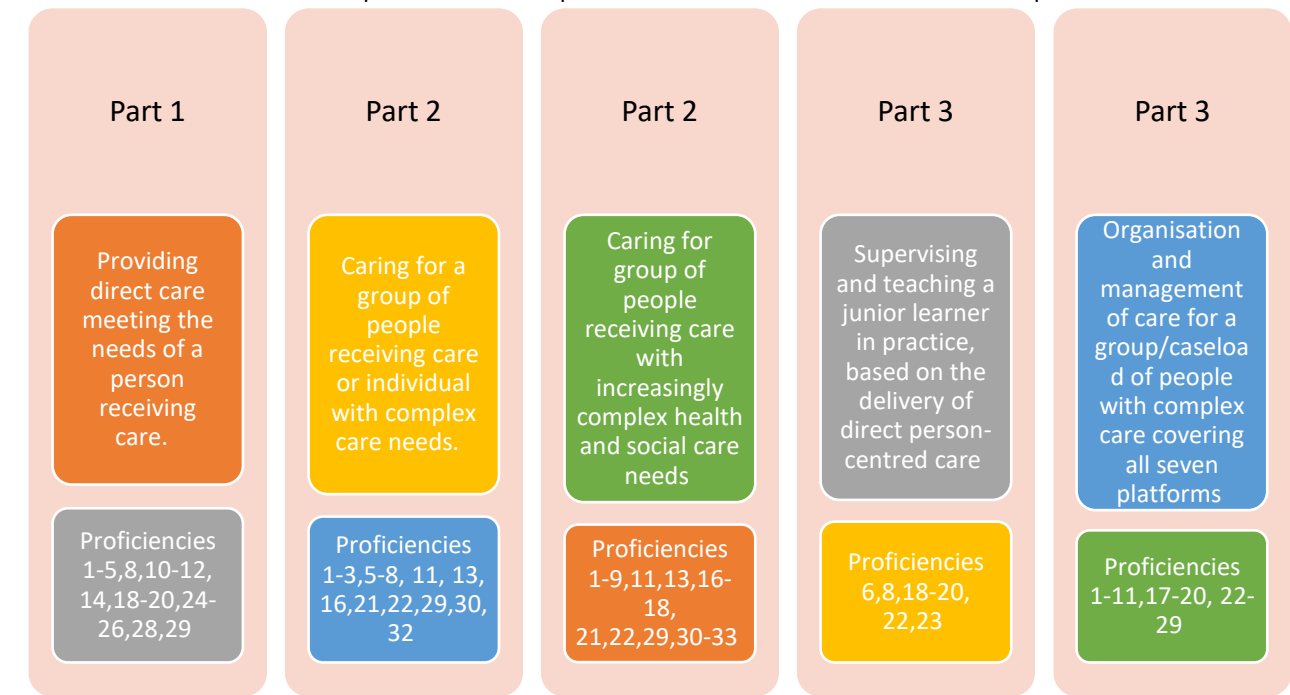 Part 1
Providing
direct care
meeting the
needs of a
person
receiving
care.
Proficiencies
1-5,8,10-12,
14,18-20,24-
26,28,29
Part 2
Caring for a
group of
people
receiving care
or individual
with complex
care needs.
Proficiencies
1-3,5-8, 11, 13,
16,21,22,29,30,
32
Part 2
Caring for
group of
people
receiving care
with
increasingly
complex health
and social care
needs
Proficiencies
1-9,11,13,16-
18,
21,22,29,30-33
Part 3
Supervising
and teaching a
junior learner
in practice,
based on the
delivery of
direct person-
centred care
Proficiencies
6,8,18-20,
22,23
Part 3
Organisation
and
management
of care for a
group/caseloa
d of people
with complex
care covering
all seven
platforms
Proficiencies
1-11,17-20, 22-
29